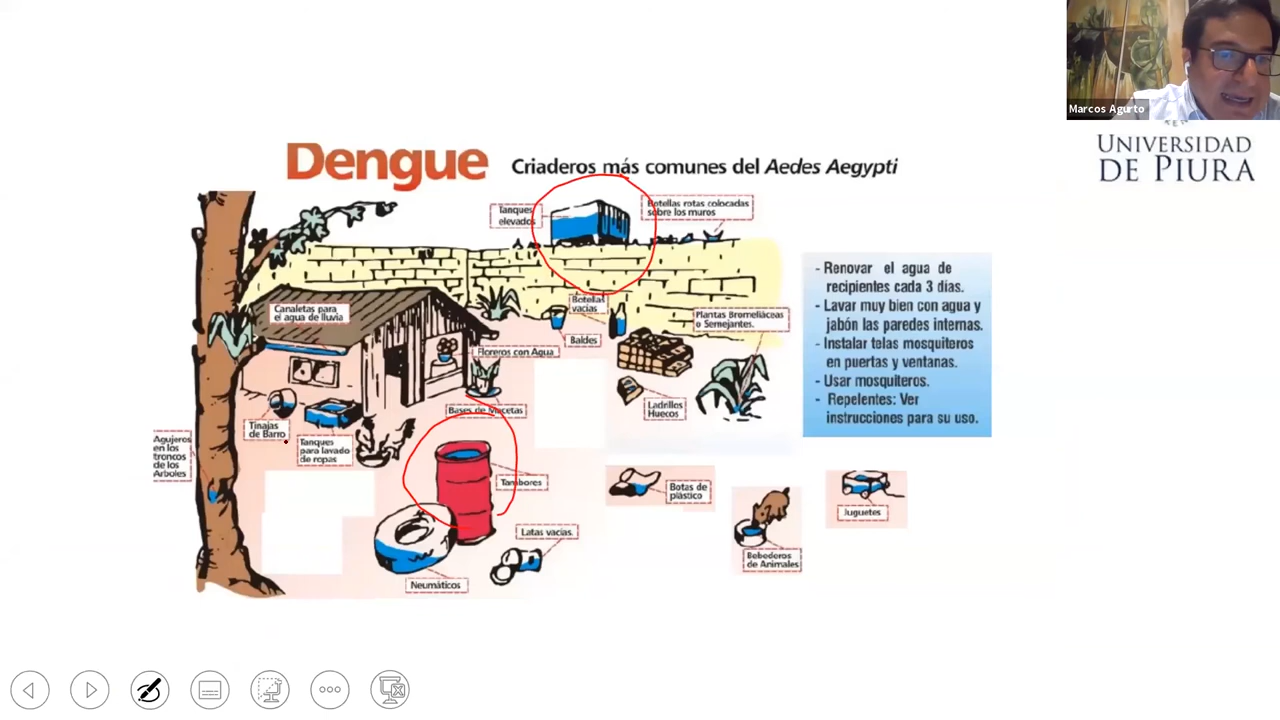 Marcos Agurto
UNIVERSIDAD
DE PIURA
Dengue
Criaderos más comunes del Aedes Aegypti
Tanques
elevados
Botellas rotas colocadas
sobre los muros
Canaletas para
el agua de lluvia
Botellas
vacias
Baldes
Plantas Bromeliáceas
o Semejantes.
Floreros con Agua
Bases de Macetas
Ladrillos
Huecos
Tinajas
de Barro
Tanques
para lavado
de ropas
Agujeros
en los
troncos
de los
Arboles
Tambores
Latas vacias.
Neumáticos
Botas de
plástico
Bebederos
de Animales
Juguetes
- Renovar el agua de
recipientes cada 3 días.
- Lavar muy bien con agua y
jabón las paredes internas.
- Instalar telas mosquiteros
en puertas y ventanas.
- Usar mosquiteros.
- Repelentes: Ver
instrucciones para su uso.